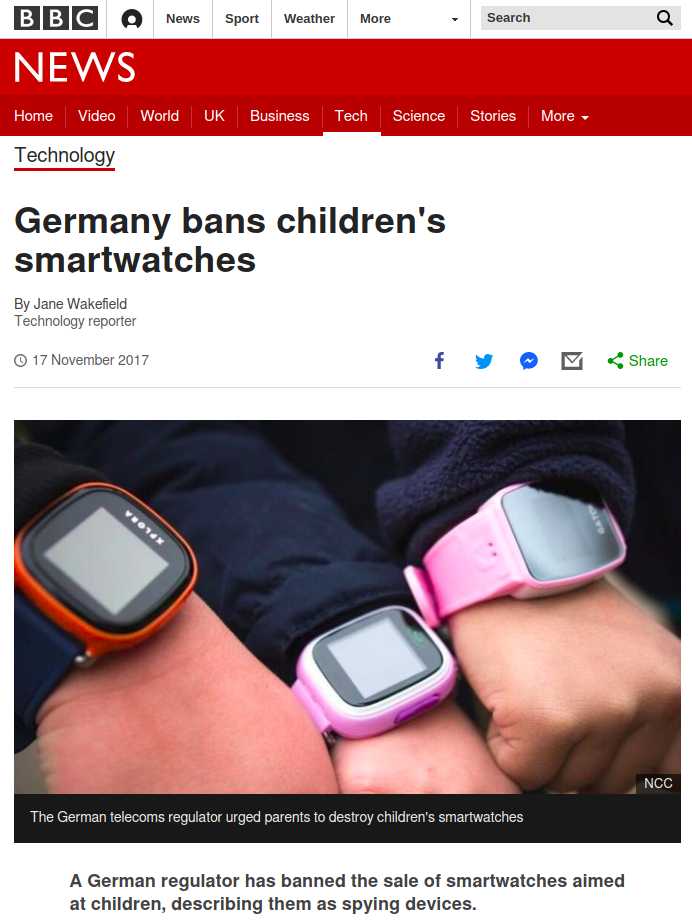 BBC News Sport Weather More Search
NEWS
Home Video World UK Business Tech Science Stories More
Technology
Germany bans children's
smartwatches
By Jane Wakefield
Technology reporter
17 November 2017 Share
XPLORA
NCC
The German telecoms regulator urged parents to destroy children's smartwatches
A German regulator has banned the sale of smartwatches aimed
at children, describing them as spying devices.